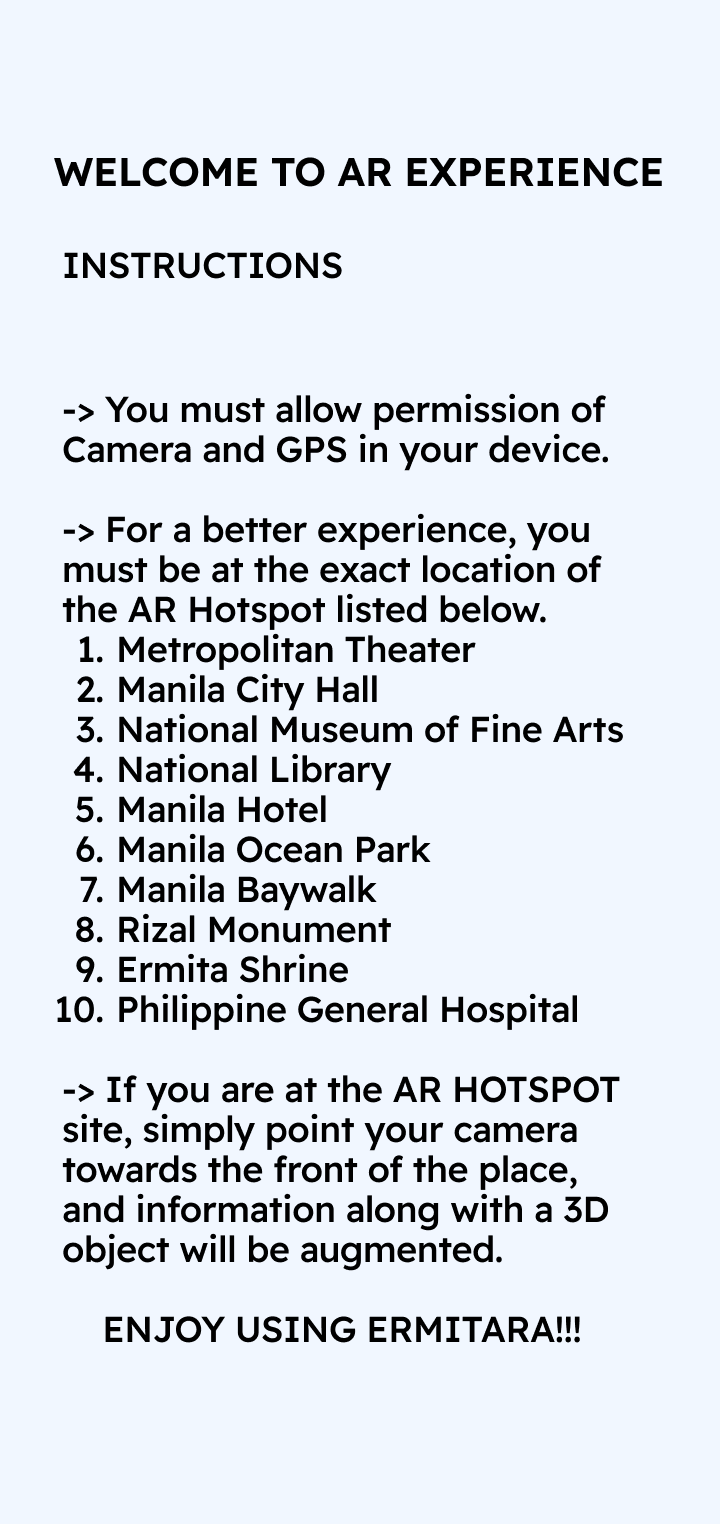 WELCOME TO AR EXPERIENCE
INSTRUCTIONS
-> You must allow permission of
Camera and GPS in your device.
-> For a better experience, you
must be at the exact location of
the AR Hotspot listed below.
1. Metropolitan Theater
2. Manila City Hall
3. National Museum of Fine Arts
4. National Library
5. Manila Hotel
6. Manila Ocean Park
7. Manila Baywalk
8. Rizal Monument
9. Ermita Shrine
10. Philippine General Hospital
-> If you are at the AR HOTSPOT
site, simply point your camera
towards the front of the place,
and information along with a 3D
object will be augmented.
ENJOY USING ERMITARA!!!